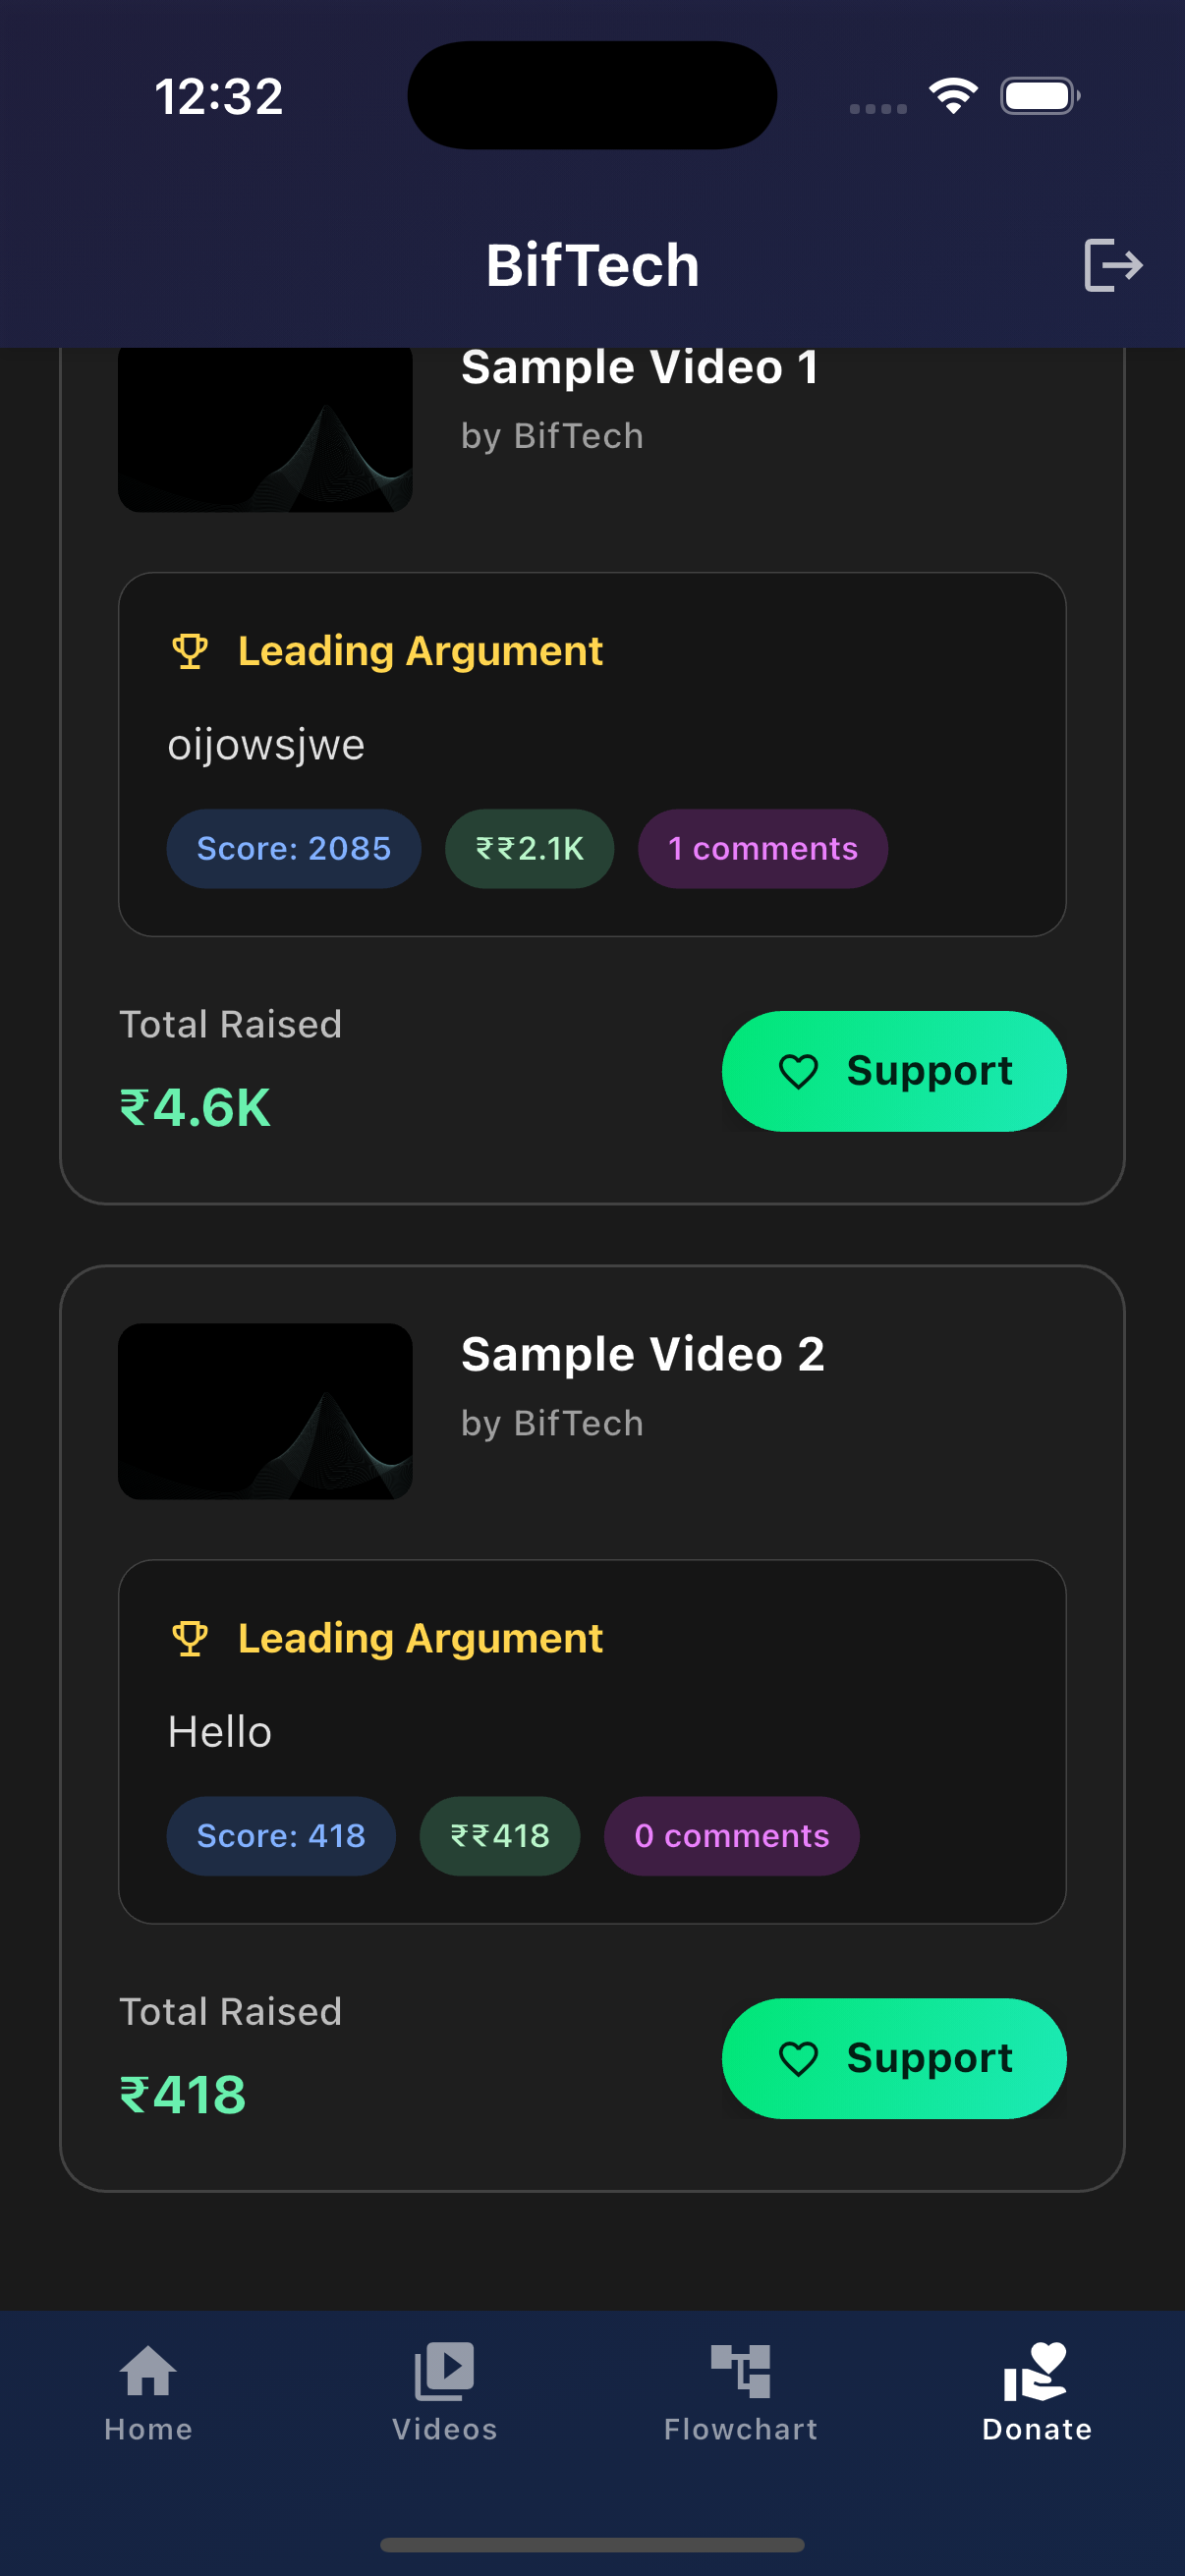 12:32
BifTech
Sample Video 1
by BifTech
Leading Argument
oijowsjwe
Score: 2085 ₹₹2.1K 1 comments
Total Raised
₹4.6K
Support
Sample Video 2
by BifTech
Leading Argument
Hello
Score: 418 ₹₹418 0 comments
Total Raised
₹418
Support
Home Videos Flowchart Donate